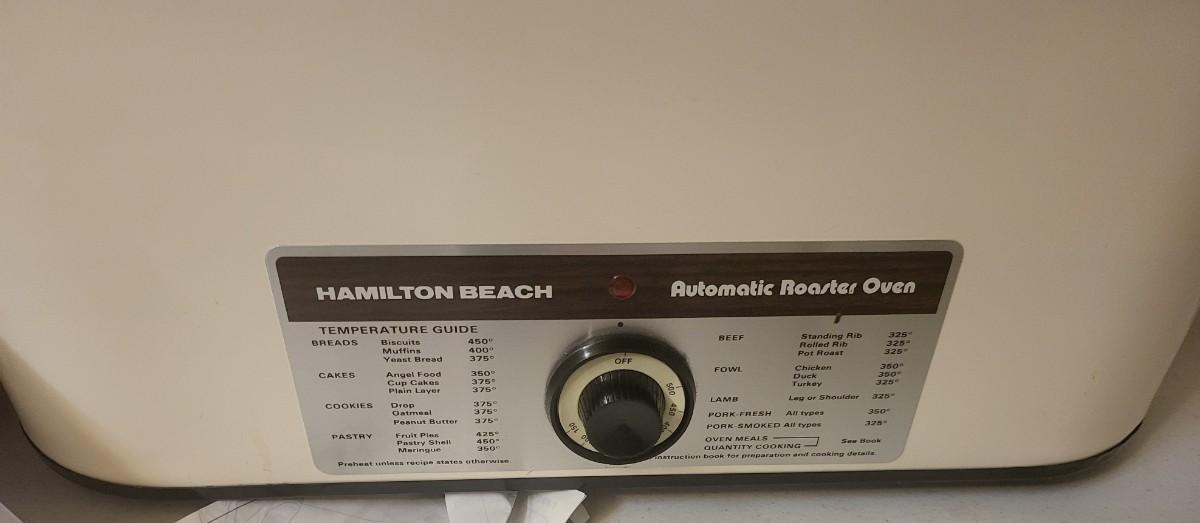 HAMILTON BEACH
Automatic Roaster Oven
TEMPERATURE GUIDE
BREADS Biscuits 450°
Muffins 400°
Yeast Bread 375°
CAKES Angel Food 350°
Cup Cakes 375°
Plain Layer 375°
COOKIES Drop 375°
Oatmeal 375°
Peanut Butter 375°
PASTRY Fruit Pies 425°
Pastry Shell 450°
Meringue 350°
Preheat unless recipe states otherwise.
OFF
500
450
150
BEEF Standing Rib 325°
Rolled Rib 325°
Pot Roast 325°
FOWL Chicken 350°
Duck 350°
Turkey 325°
LAMB Leg or Shoulder 325°
PORK-FRESH All types 350°
PORK-SMOKED All types 325°
OVEN MEALS
QUANTITY COOKING See Book
instruction book for preparation and cooking details.